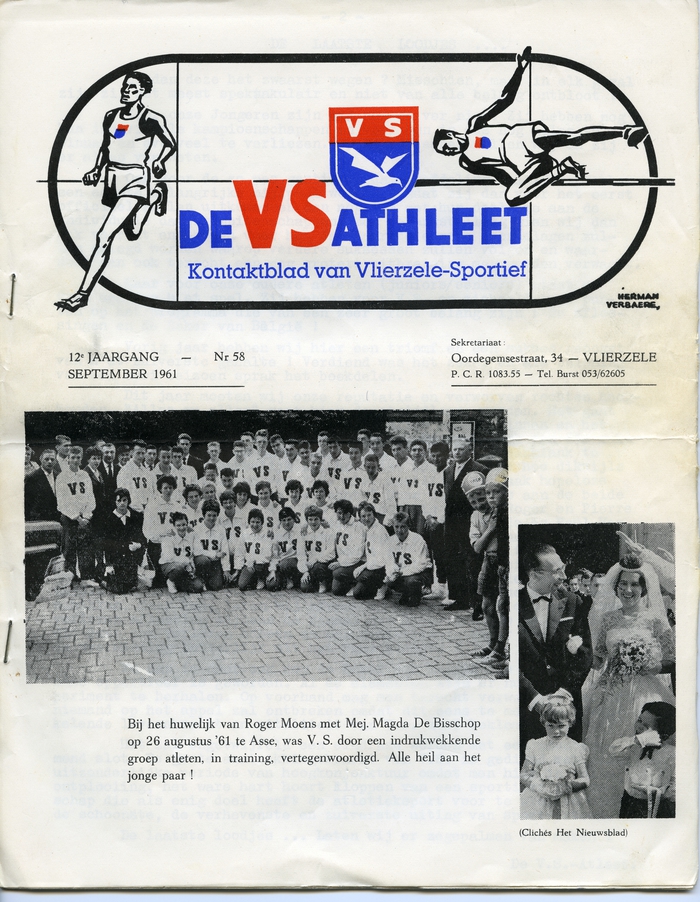 VS
DE VS ATHLEET
Kontaktblad van Vlierzele-Sportief
HERMAN
VERBAERE,
12e JAARGANG — Nr 58
SEPTEMBER 1961
Sekretariaat:
Oordegemsestraat, 34 — VLIERZELE
P. C. R. 1083.55 — Tel. Burst 053/62605
Bij het huwelijk van Roger Moens met Mej. Magda De Bisschop
op 26 augustus '61 te Asse, was V. S. door een indrukwekkende
groep atleten, in training, vertegenwoordigd. Alle heil aan het
jonge paar !
(Clichés Het Nieuwsblad)